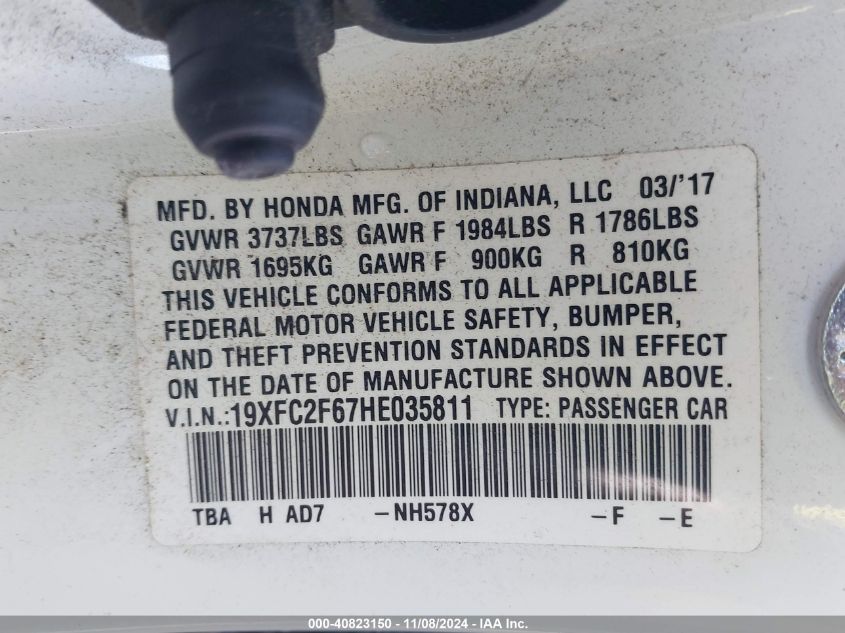 MFD. BY HONDA MFG. OF INDIANA, LLC 03/'17
GVWR 3737LBS GAWR F 1984LBS R 1786LBS
GVWR 1695KG GAWR F 900KG R 810KG
THIS VEHICLE CONFORMS TO ALL APPLICABLE
FEDERAL MOTOR VEHICLE SAFETY, BUMPER,
AND THEFT PREVENTION STANDARDS IN EFFECT
ON THE DATE OF MANUFACTURE SHOWN ABOVE.
V.I.N.:19XFC2F67HE035811 TYPE: PASSENGER CAR
TBA H AD7 -NH578X -F -E
000-40823150 - 11/08/2024 - IAA Inc.